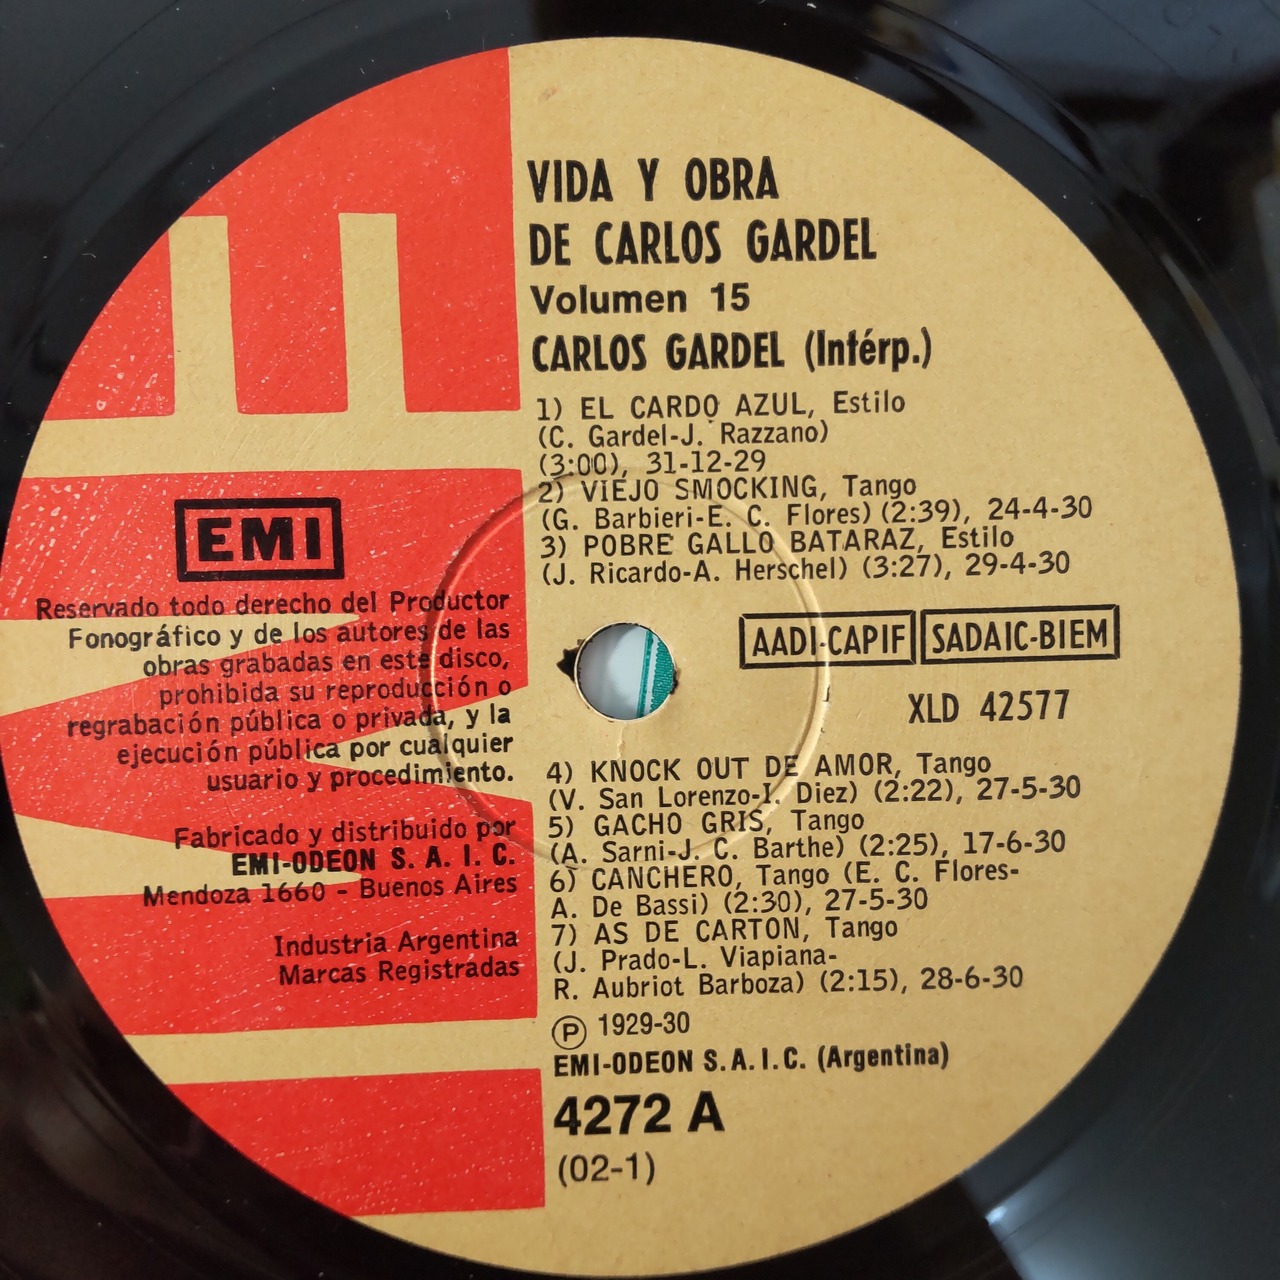 VIDA Y OBRA
DE CARLOS GARDEL
Volumen 15
CARLOS GARDEL (Intérp.)
1) EL CARDO AZUL, Estilo
(C. Gardel-J. Razzano)
(3:00), 31-12-29
2) VIEJO SMOCKING, Tango
(G. Barbieri-E. C. Flores) (2:39), 24-4-30
3) POBRE GALLO BATARAZ, Estilo
(J. Ricardo-A. Herschel) (3:27), 29-4-30
EMI
Reservado todo derecho del Productor
Fonográfico y de los autores de las
obras grabadas en este disco,
prohibida su reproducción o
regrabación pública o privada, y la
ejecución pública por cualquier
usuario y procedimiento.
Fabricado y distribuido por
EMI-ODEON S. A. I. C.
Mendoza 1660 - Buenos Aires
Industria Argentina
Marcas Registradas
AADI-CAPIF SADAIC-BIEM
XLD 42577
4) KNOCK OUT DE AMOR, Tango
(V. San Lorenzo-I. Diez) (2:22), 27-5-30
5) GACHO GRIS, Tango
(A. Sarni-J. C. Barthe) (2:25), 17-6-30
6) CANCHERO, Tango (E. C. Flores-
A. De Bassi) (2:30), 27-5-30
7) AS DE CARTON, Tango
(J. Prado-L. Viapiana-
R. Aubriot Barboza) (2:15), 28-6-30
Ⓟ 1929-30
EMI-ODEON S.A.I.C. (Argentina)
4272 A
(02-1)
EMI